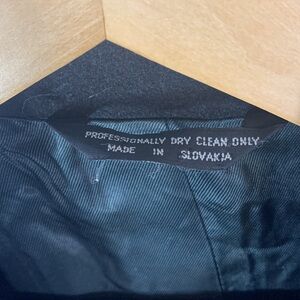 PROFESSIONALLY DRY CLEAN ONLY
MADE IN SLOVAKIA